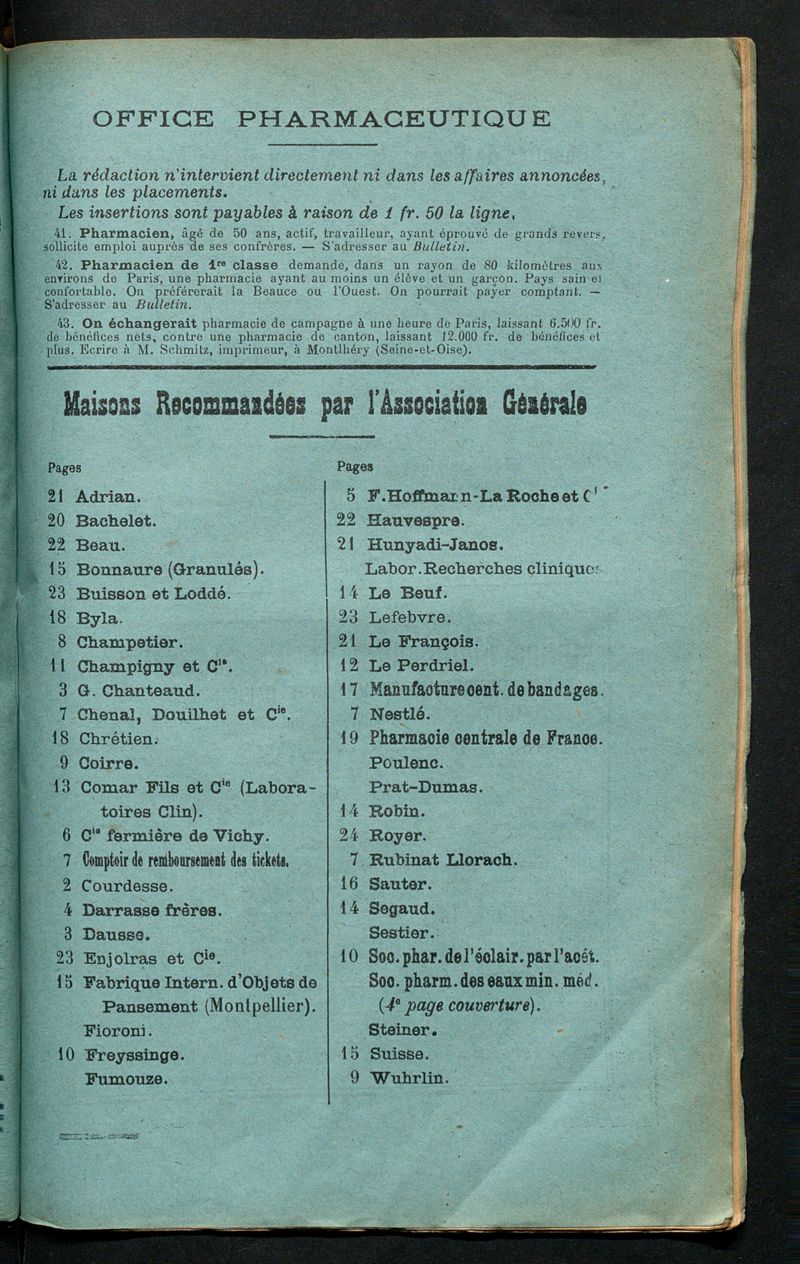 OFFICE PHARMACEUTIQUE
La rédaction n'intervient directement ni dans les affaires annoncées,
ni dans les placements.
Les insertions sont payables à raison de 1 fr. 50 la ligne.
41. Pharmacien, âgé de 50 ans, actif, travailleur, ayant éprouvé de grands revers,
sollicite emploi auprès de ses confrères. — S'adresser au Bulletin.
42. Pharmacien de 1re classe demande, dans un rayon de 80 kilomètres aux
environs de Paris, une pharmacie ayant au moins un élève et un garçon. Pays sain et
confortable. On préférerait la Beauce ou l'Ouest. On pourrait payer comptant. —
S'adresser au Bulletin.
43. On échangerait pharmacie de campagne à une heure de Paris, laissant 6.500 fr.
de bénéfices nets, contre une pharmacie de canton, laissant 12.000 fr. de bénéfices et
plus. Ecrire à M. Schmitz, imprimeur, à Montlhéry (Seine-et-Oise).
Maisons Recommandées par l'Association Générale
Pages
21 Adrian.
20 Bachelet.
22 Beau.
15 Bonnaure (Granulés).
23 Buisson et Loddé.
18 Byla.
8 Champetier.
11 Champigny et Cie.
3 G. Chanteaud.
7 Chenal, Douilhet et Cie.
18 Chrétien.
9 Coirre.
13 Comar Fils et Cie (Labora-
toires Clin).
6 Cie fermière de Vichy.
7 Comptoir de remboursement des tickets.
2 Courdesse.
4 Darrasse frères.
3 Dausse.
23 Enjolras et Cie.
15 Fabrique Intern. d'Objets de
Pansement (Montpellier).
Fioroni.
10 Freyssinge.
Fumouze.
Pages
5 F. Hoffmann-La Roche et Cie
22 Hauvespre.
21 Hunyadi-Janos.
Labor. Recherches cliniques
14 Le Beuf.
23 Lefebvre.
21 Le François.
12 Le Perdriel.
17 Manufacture cent. de bandages.
7 Nestlé.
19 Pharmacie centrale de France.
Poulenc.
Prat-Dumas.
14 Robin.
24 Royer.
7 Rubinat Llorach.
16 Sauter.
14 Segaud.
Sestier.
10 Soc. phar. de l'éclair. par l'acét.
Soc. pharm. des eaux min. méd.
(4e page couverture).
Steiner.
15 Suisse.
9 Wuhrlin.